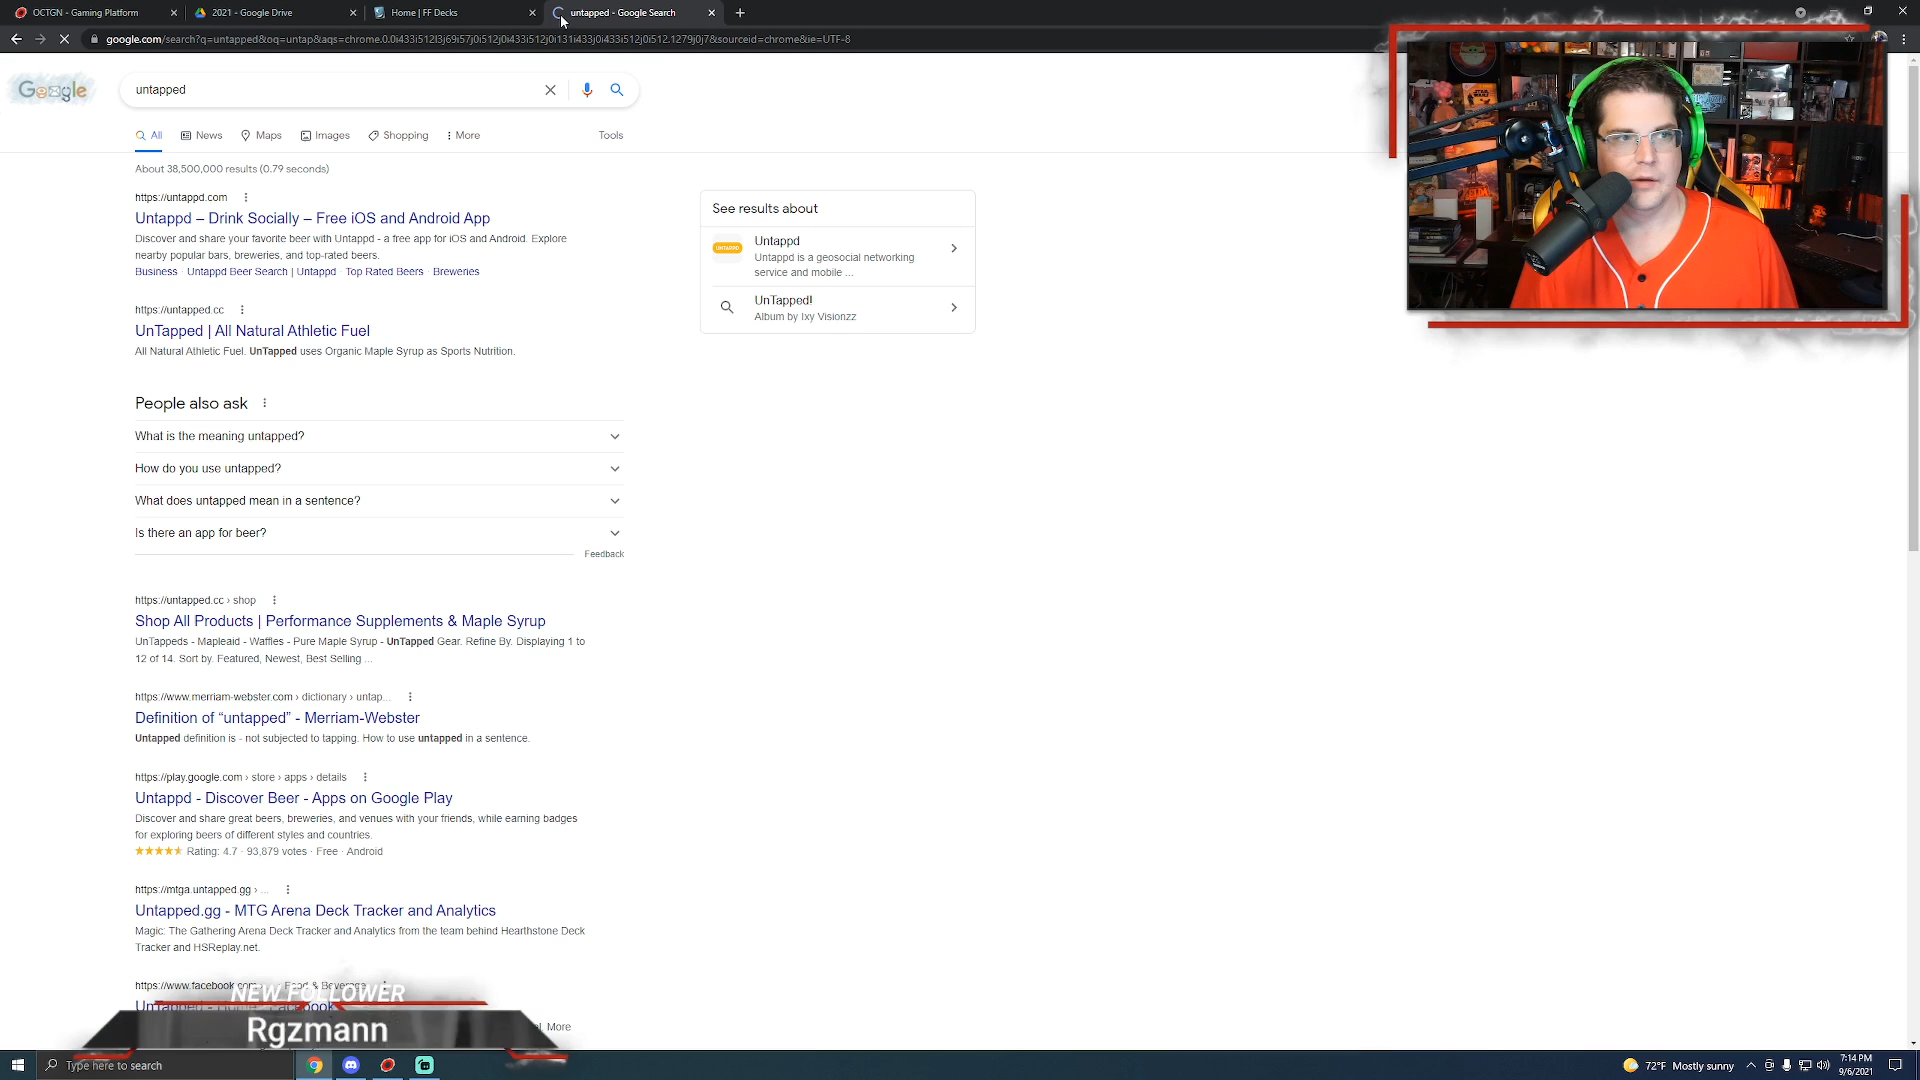 OCTGN - Gaming Platform
2021 - Google Drive
Home | FF Decks
untapped - Google Search
google.com/search?q=untapped&oq=untap&aqs=chrome.0.0i433i512l3j69i57j0i512j0i433i512j0i131i433j0i433i512j0i512.1279j0j7&sourceid=chrome&ie=UTF-8
Google
untapped
All
News
Maps
Images
Shopping
More
Tools
About 38,500,000 results (0.79 seconds)
https://untappd.com
Untappd – Drink Socially – Free iOS and Android App
Discover and share your favorite beer with Untappd - a free app for iOS and Android. Explore
nearby popular bars, breweries, and top-rated beers.
Business · Untappd Beer Search | Untappd · Top Rated Beers · Breweries
https://untapped.cc
UnTapped | All Natural Athletic Fuel
All Natural Athletic Fuel. UnTapped uses Organic Maple Syrup as Sports Nutrition.
People also ask
What is the meaning untapped?
How do you use untapped?
What does untapped mean in a sentence?
Is there an app for beer?
Feedback
https://untapped.cc › shop
Shop All Products | Performance Supplements & Maple Syrup
UnTappeds - Mapleaid - Waffles - Pure Maple Syrup - UnTapped Gear. Refine By. Displaying 1 to
12 of 14. Sort by. Featured, Newest, Best Selling ...
https://www.merriam-webster.com › dictionary › untap...
Definition of “untapped” - Merriam-Webster
Untapped definition is - not subjected to tapping. How to use untapped in a sentence.
https://play.google.com › store › apps › details
Untappd - Discover Beer - Apps on Google Play
Discover and share great beers, breweries, and venues with your friends, while earning badges
for exploring beers of different styles and countries.
Rating: 4.7 · 93,879 votes · Free · Android
https://mtga.untapped.gg › ...
Untapped.gg - MTG Arena Deck Tracker and Analytics
Magic: The Gathering Arena Deck Tracker and Analytics from the team behind Hearthstone Deck
Tracker and HSReplay.net.
https://www.facebook.com › ... › Food & Beverage
More
See results about
Untappd
UNTAPPD
Untappd is a geosocial networking
service and mobile ...
UnTapped!
Album by Ixy Visionzz
NEW FOLLOWER
Rgzmann
Type here to search
72°F Mostly sunny
7:14 PM
9/6/2021